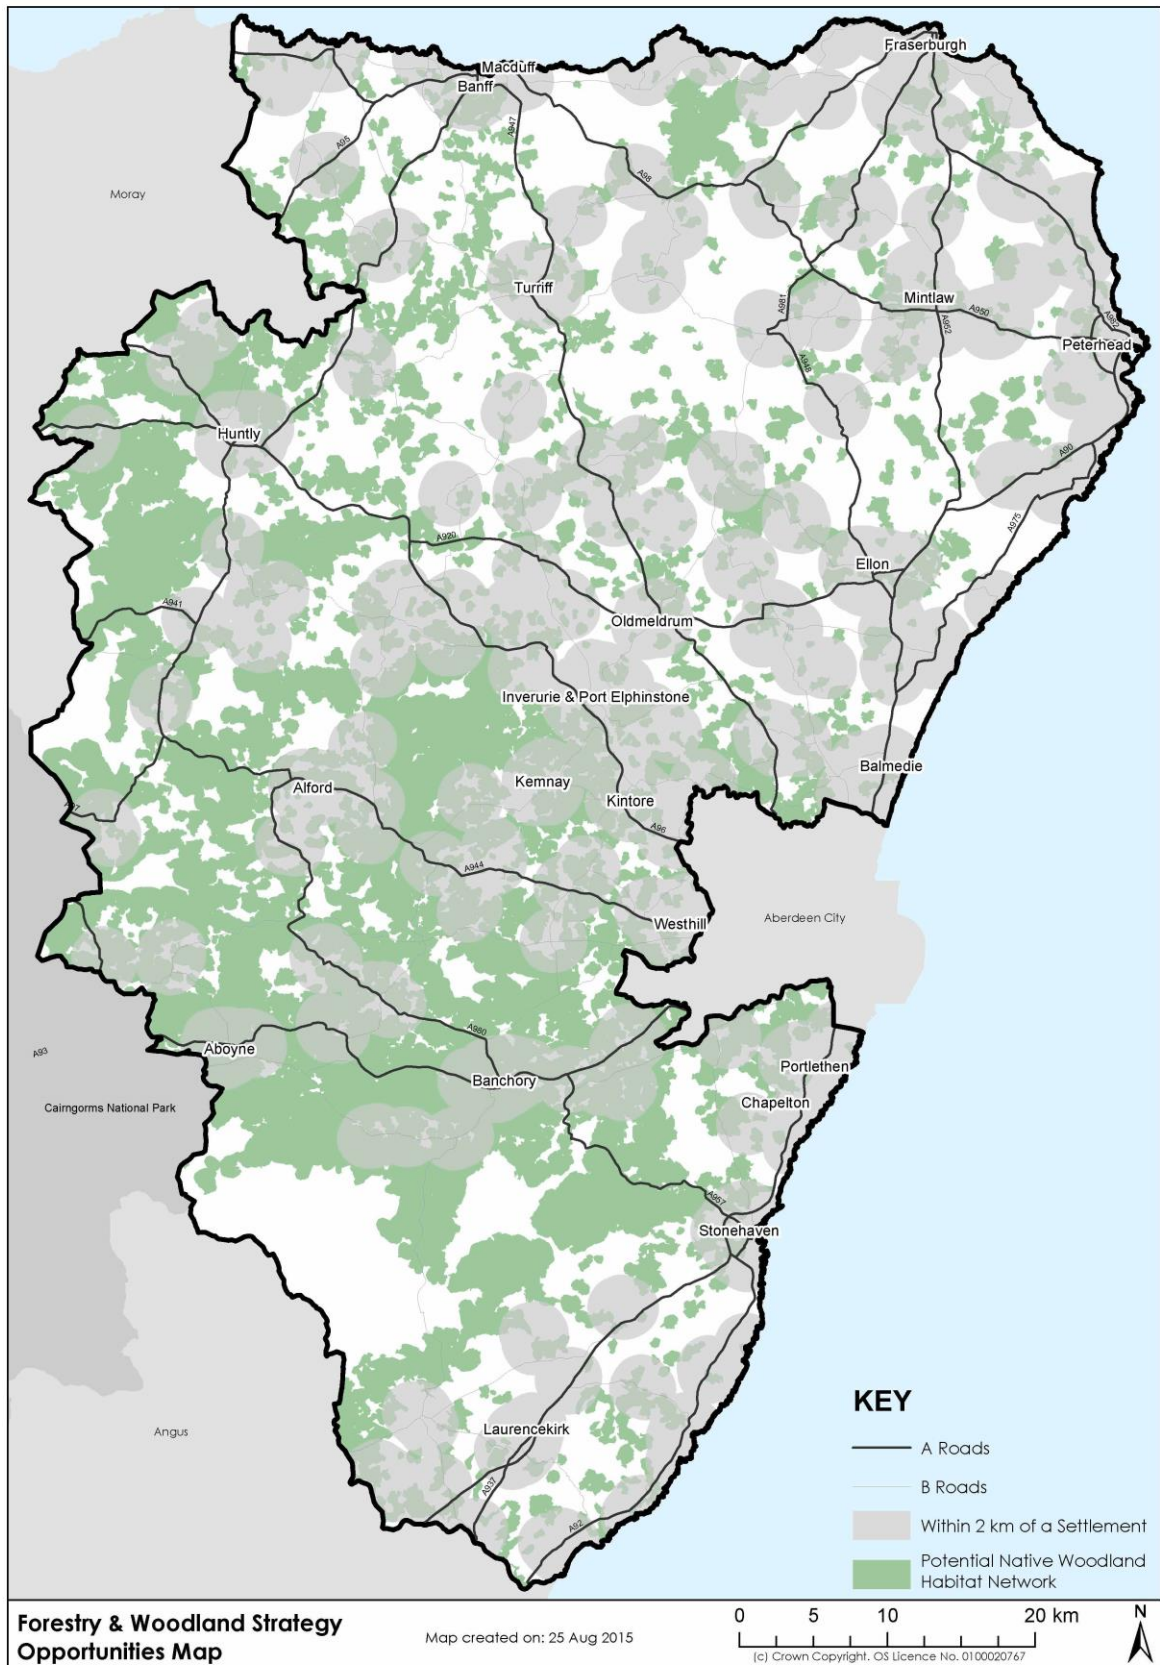 Fraserburgh
Macduff
Banff
A947
A95
A98
Moray
Turriff
Mintlaw
A981
A950
A952
A982
Peterhead
A948
Huntly
A90
A975
A920
Ellon
A941
Oldmeldrum
Inverurie & Port Elphinstone
Balmedie
Alford
Kemnay
Kintore
A97
A96
A944
Westhill
Aberdeen City
A980
Aboyne
A93
Banchory
Portlethen
Chapelton
Cairngorms National Park
A957
Stonehaven
Angus
Laurencekirk
A937
A92
KEY
A Roads
B Roads
Within 2 km of a Settlement
Potential Native Woodland
Habitat Network
Forestry & Woodland Strategy
Opportunities Map
Map created on: 25 Aug 2015
0 5 10 20 km
N
(c) Crown Copyright. OS Licence No. 0100020767